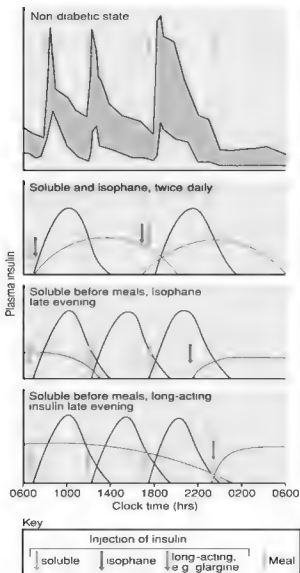 Non diabetic state
Soluble and isophane, twice daily
Plasma insulin
Soluble before meals, isophane
late evening
Soluble before meals, long-acting
insulin late evening
0600 1000 1400 1800 2200 0200 0600
Clock time (hrs)
Key
Injection of insulin
soluble isophane long-acting, Meal
e.g glargine